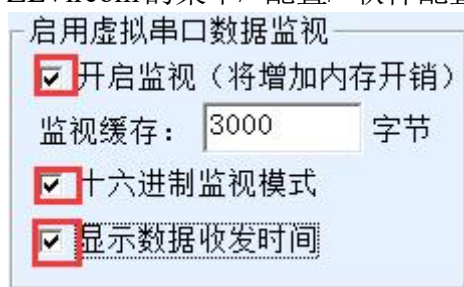 启用虚拟串口数据监视
开启监视（将增加内存开销）
监视缓存： 3000 字节
十六进制监视模式
显示数据收发时间